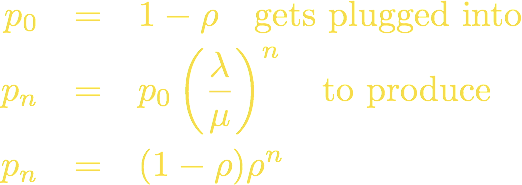 p₀ = 1 − ρ gets plugged into
pₙ = p₀ (λ/μ)ⁿ to produce
pₙ = (1 − ρ)ρⁿ